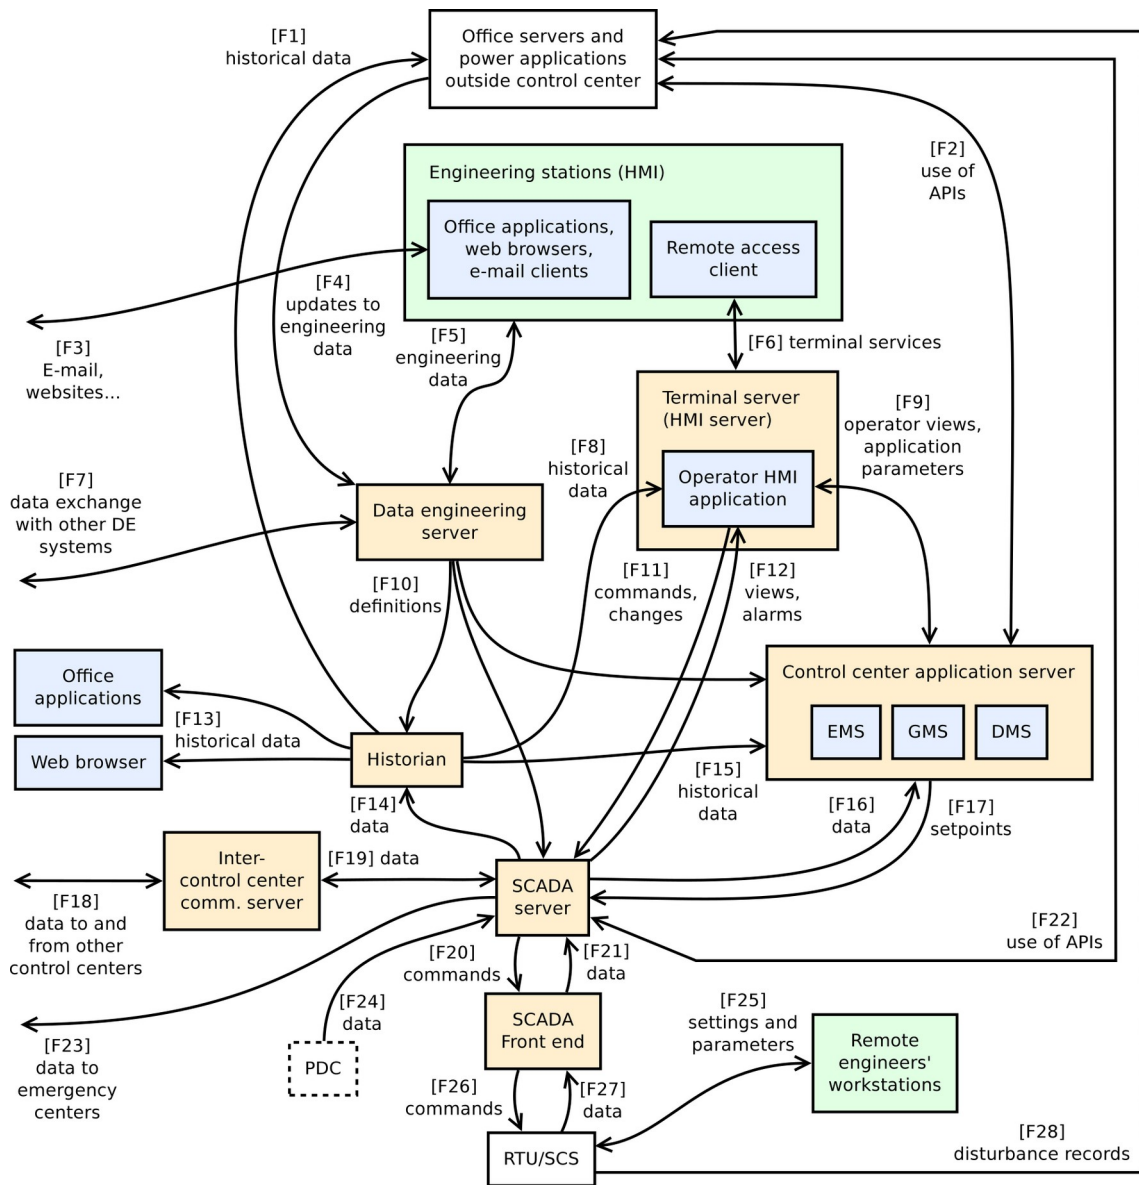 [F1]
historical data
Office servers and
power applications
outside control center
[F2]
use of
APIs
Engineering stations (HMI)
Office applications,
web browsers,
e-mail clients
Remote access
client
[F3]
E-mail,
websites...
[F4]
updates to
engineering
data
[F5]
engineering
data
[F6] terminal services
Terminal server
(HMI server)
Operator HMI
application
[F7]
data exchange
with other DE
systems
[F8]
historical
data
[F9]
operator views,
application
parameters
Data engineering
server
[F10]
definitions
[F11]
commands,
changes
[F12]
views,
alarms
Office
applications
Web browser
[F13]
historical data
Historian
Control center application server
EMS
GMS
DMS
[F14]
data
[F15]
historical
data
[F16]
data
[F17]
setpoints
Inter-
control center
comm. server
[F18]
data to and
from other
control centers
[F19] data
SCADA
server
[F20]
commands
[F21]
data
[F22]
use of APIs
[F23]
data to
emergency
centers
[F24]
data
PDC
SCADA
Front end
[F25]
settings and
parameters
Remote
engineers'
workstations
[F26]
commands
[F27]
data
RTU/SCS
[F28]
disturbance records